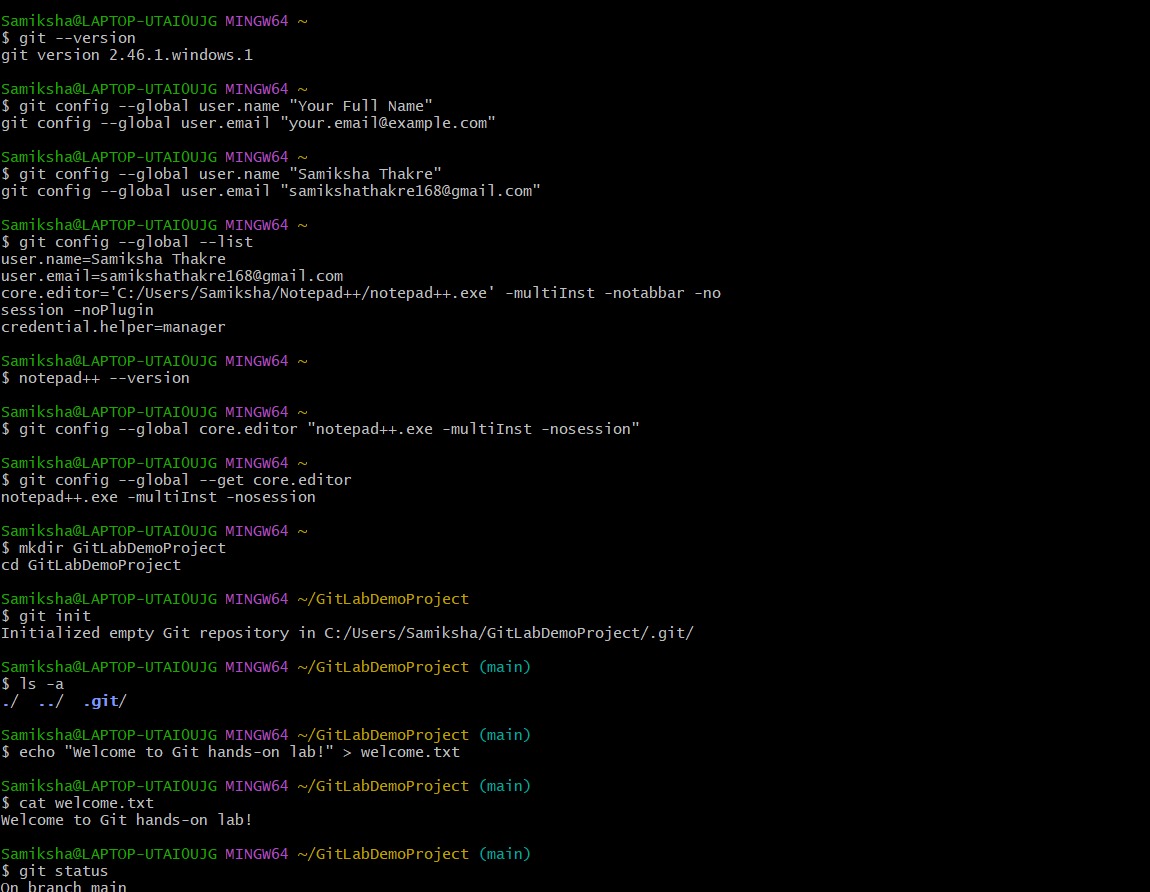 Samiksha@LAPTOP-UTAIOUJG MINGW64 ~
$ git --version
git version 2.46.1.windows.1
Samiksha@LAPTOP-UTAIOUJG MINGW64 ~
$ git config --global user.name "Your Full Name"
git config --global user.email "your.email@example.com"
Samiksha@LAPTOP-UTAIOUJG MINGW64 ~
$ git config --global user.name "Samiksha Thakre"
git config --global user.email "samikshathakre168@gmail.com"
Samiksha@LAPTOP-UTAIOUJG MINGW64 ~
$ git config --global --list
user.name=Samiksha Thakre
user.email=samikshathakre168@gmail.com
core.editor='C:/Users/Samiksha/Notepad++/notepad++.exe' -multiInst -notabbar -no
session -noPlugin
credential.helper=manager
Samiksha@LAPTOP-UTAIOUJG MINGW64 ~
$ notepad++ --version
Samiksha@LAPTOP-UTAIOUJG MINGW64 ~
$ git config --global core.editor "notepad++.exe -multiInst -nosession"
Samiksha@LAPTOP-UTAIOUJG MINGW64 ~
$ git config --global --get core.editor
notepad++.exe -multiInst -nosession
Samiksha@LAPTOP-UTAIOUJG MINGW64 ~
$ mkdir GitLabDemoProject
cd GitLabDemoProject
Samiksha@LAPTOP-UTAIOUJG MINGW64 ~/GitLabDemoProject
$ git init
Initialized empty Git repository in C:/Users/Samiksha/GitLabDemoProject/.git/
Samiksha@LAPTOP-UTAIOUJG MINGW64 ~/GitLabDemoProject (main)
$ ls -a
./  ../  .git/
Samiksha@LAPTOP-UTAIOUJG MINGW64 ~/GitLabDemoProject (main)
$ echo "Welcome to Git hands-on lab!" > welcome.txt
Samiksha@LAPTOP-UTAIOUJG MINGW64 ~/GitLabDemoProject (main)
$ cat welcome.txt
Welcome to Git hands-on lab!
Samiksha@LAPTOP-UTAIOUJG MINGW64 ~/GitLabDemoProject (main)
$ git status
On branch main